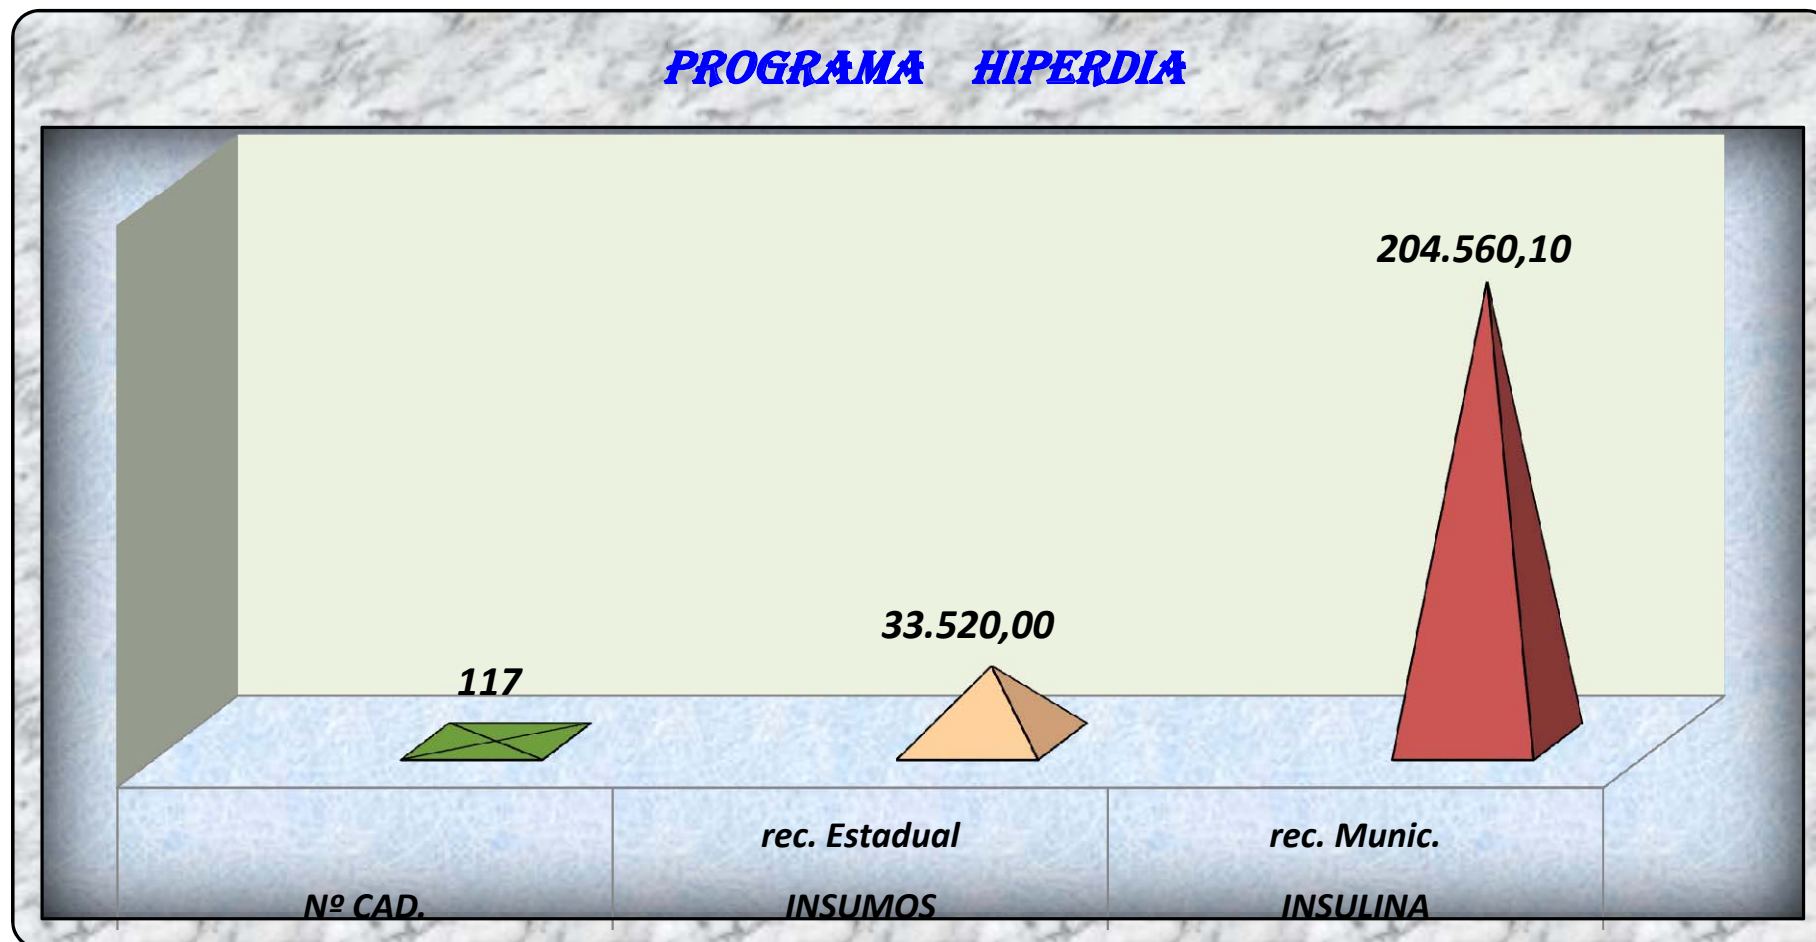 PROGRAMA HIPERDIA
204.560,10
33.520,00
117
rec. Estadual
rec. Munic.
Nº CAD.
INSUMOS
INSULINA